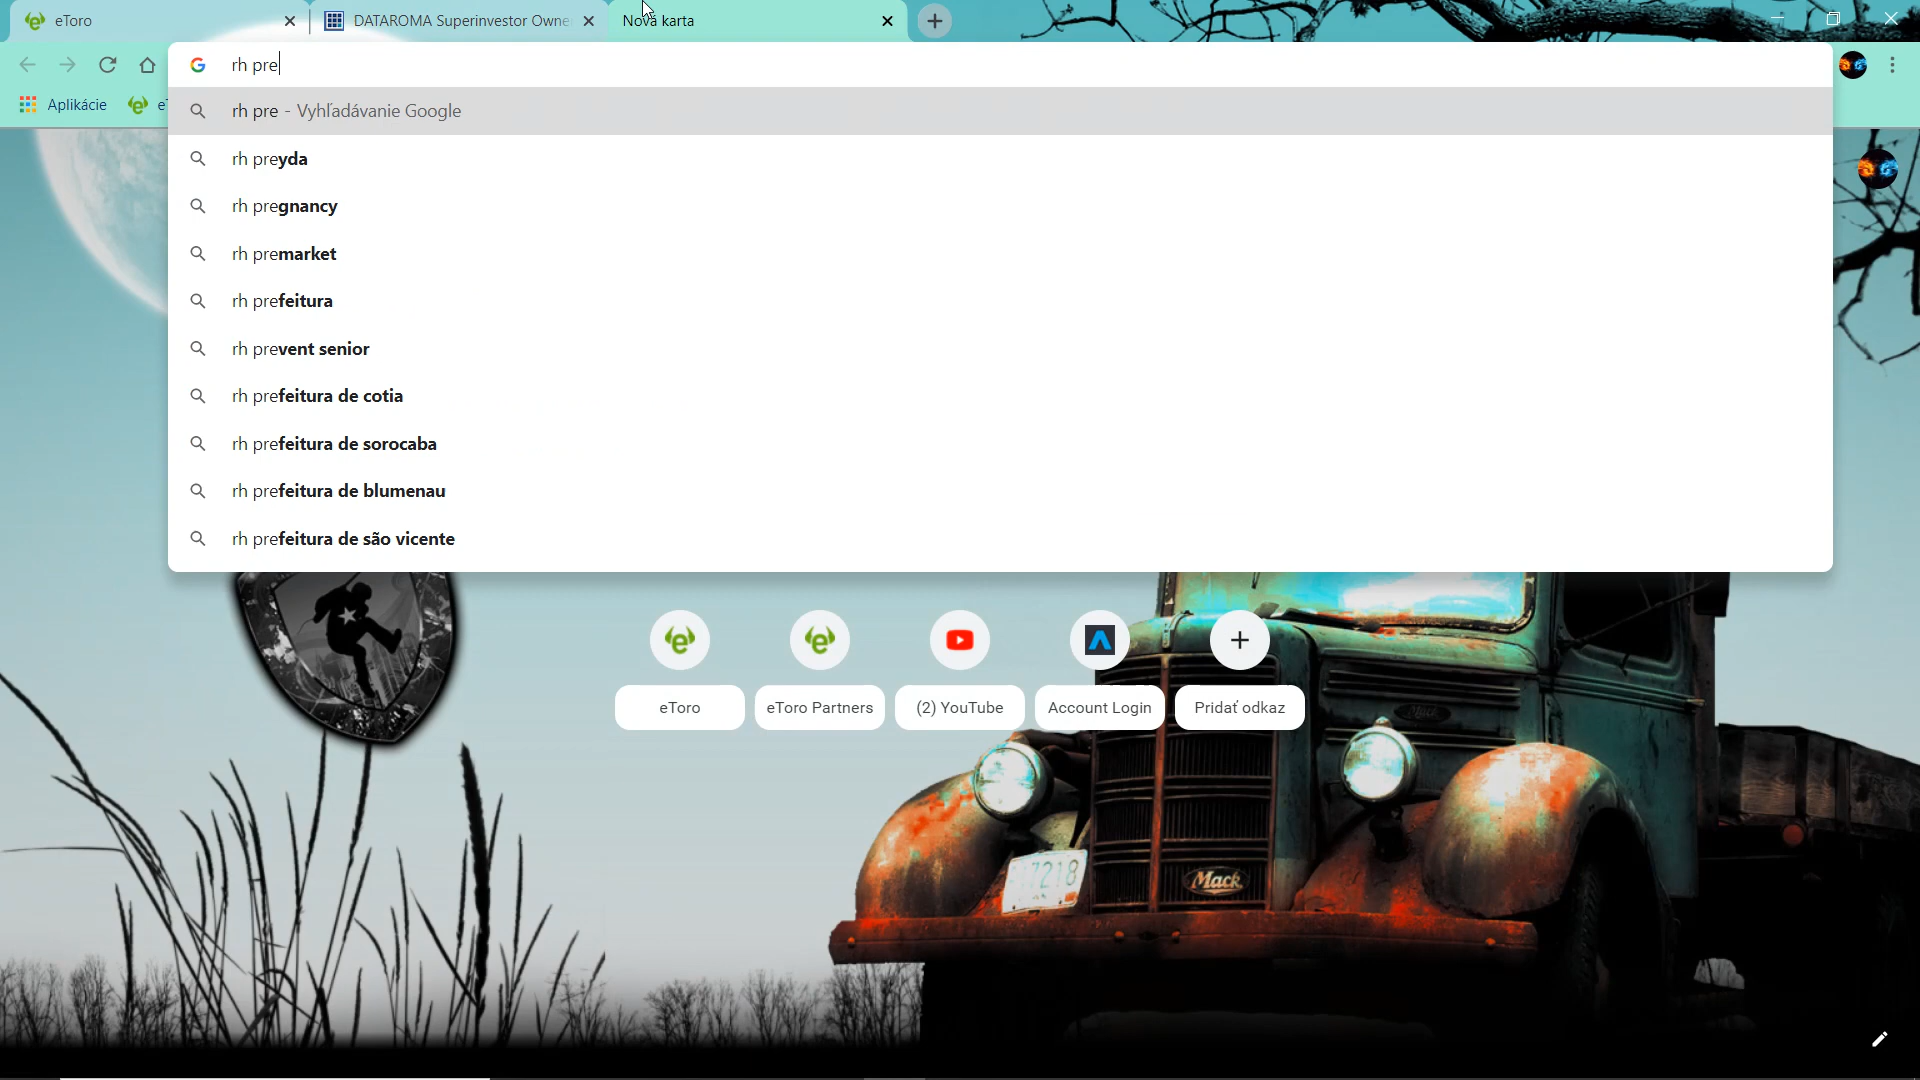 eToro
DATAROMA Superinvestor Owne
Nová karta
rh pre
Aplikácie
rh pre - Vyhľadávanie Google
rh preyda
rh pregnancy
rh premarket
rh prefeitura
rh prevent senior
rh prefeitura de cotia
rh prefeitura de sorocaba
rh prefeitura de blumenau
rh prefeitura de são vicente
eToro
eToro Partners
(2) YouTube
Account Login
Pridať odkaz
Mack